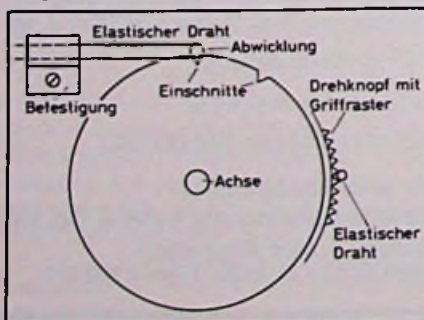 Elastischer Draht
Abwicklung
Befestigung
Einschnitte
Drehknopf mit
Griffraster
Achse
Elastischer
Draht